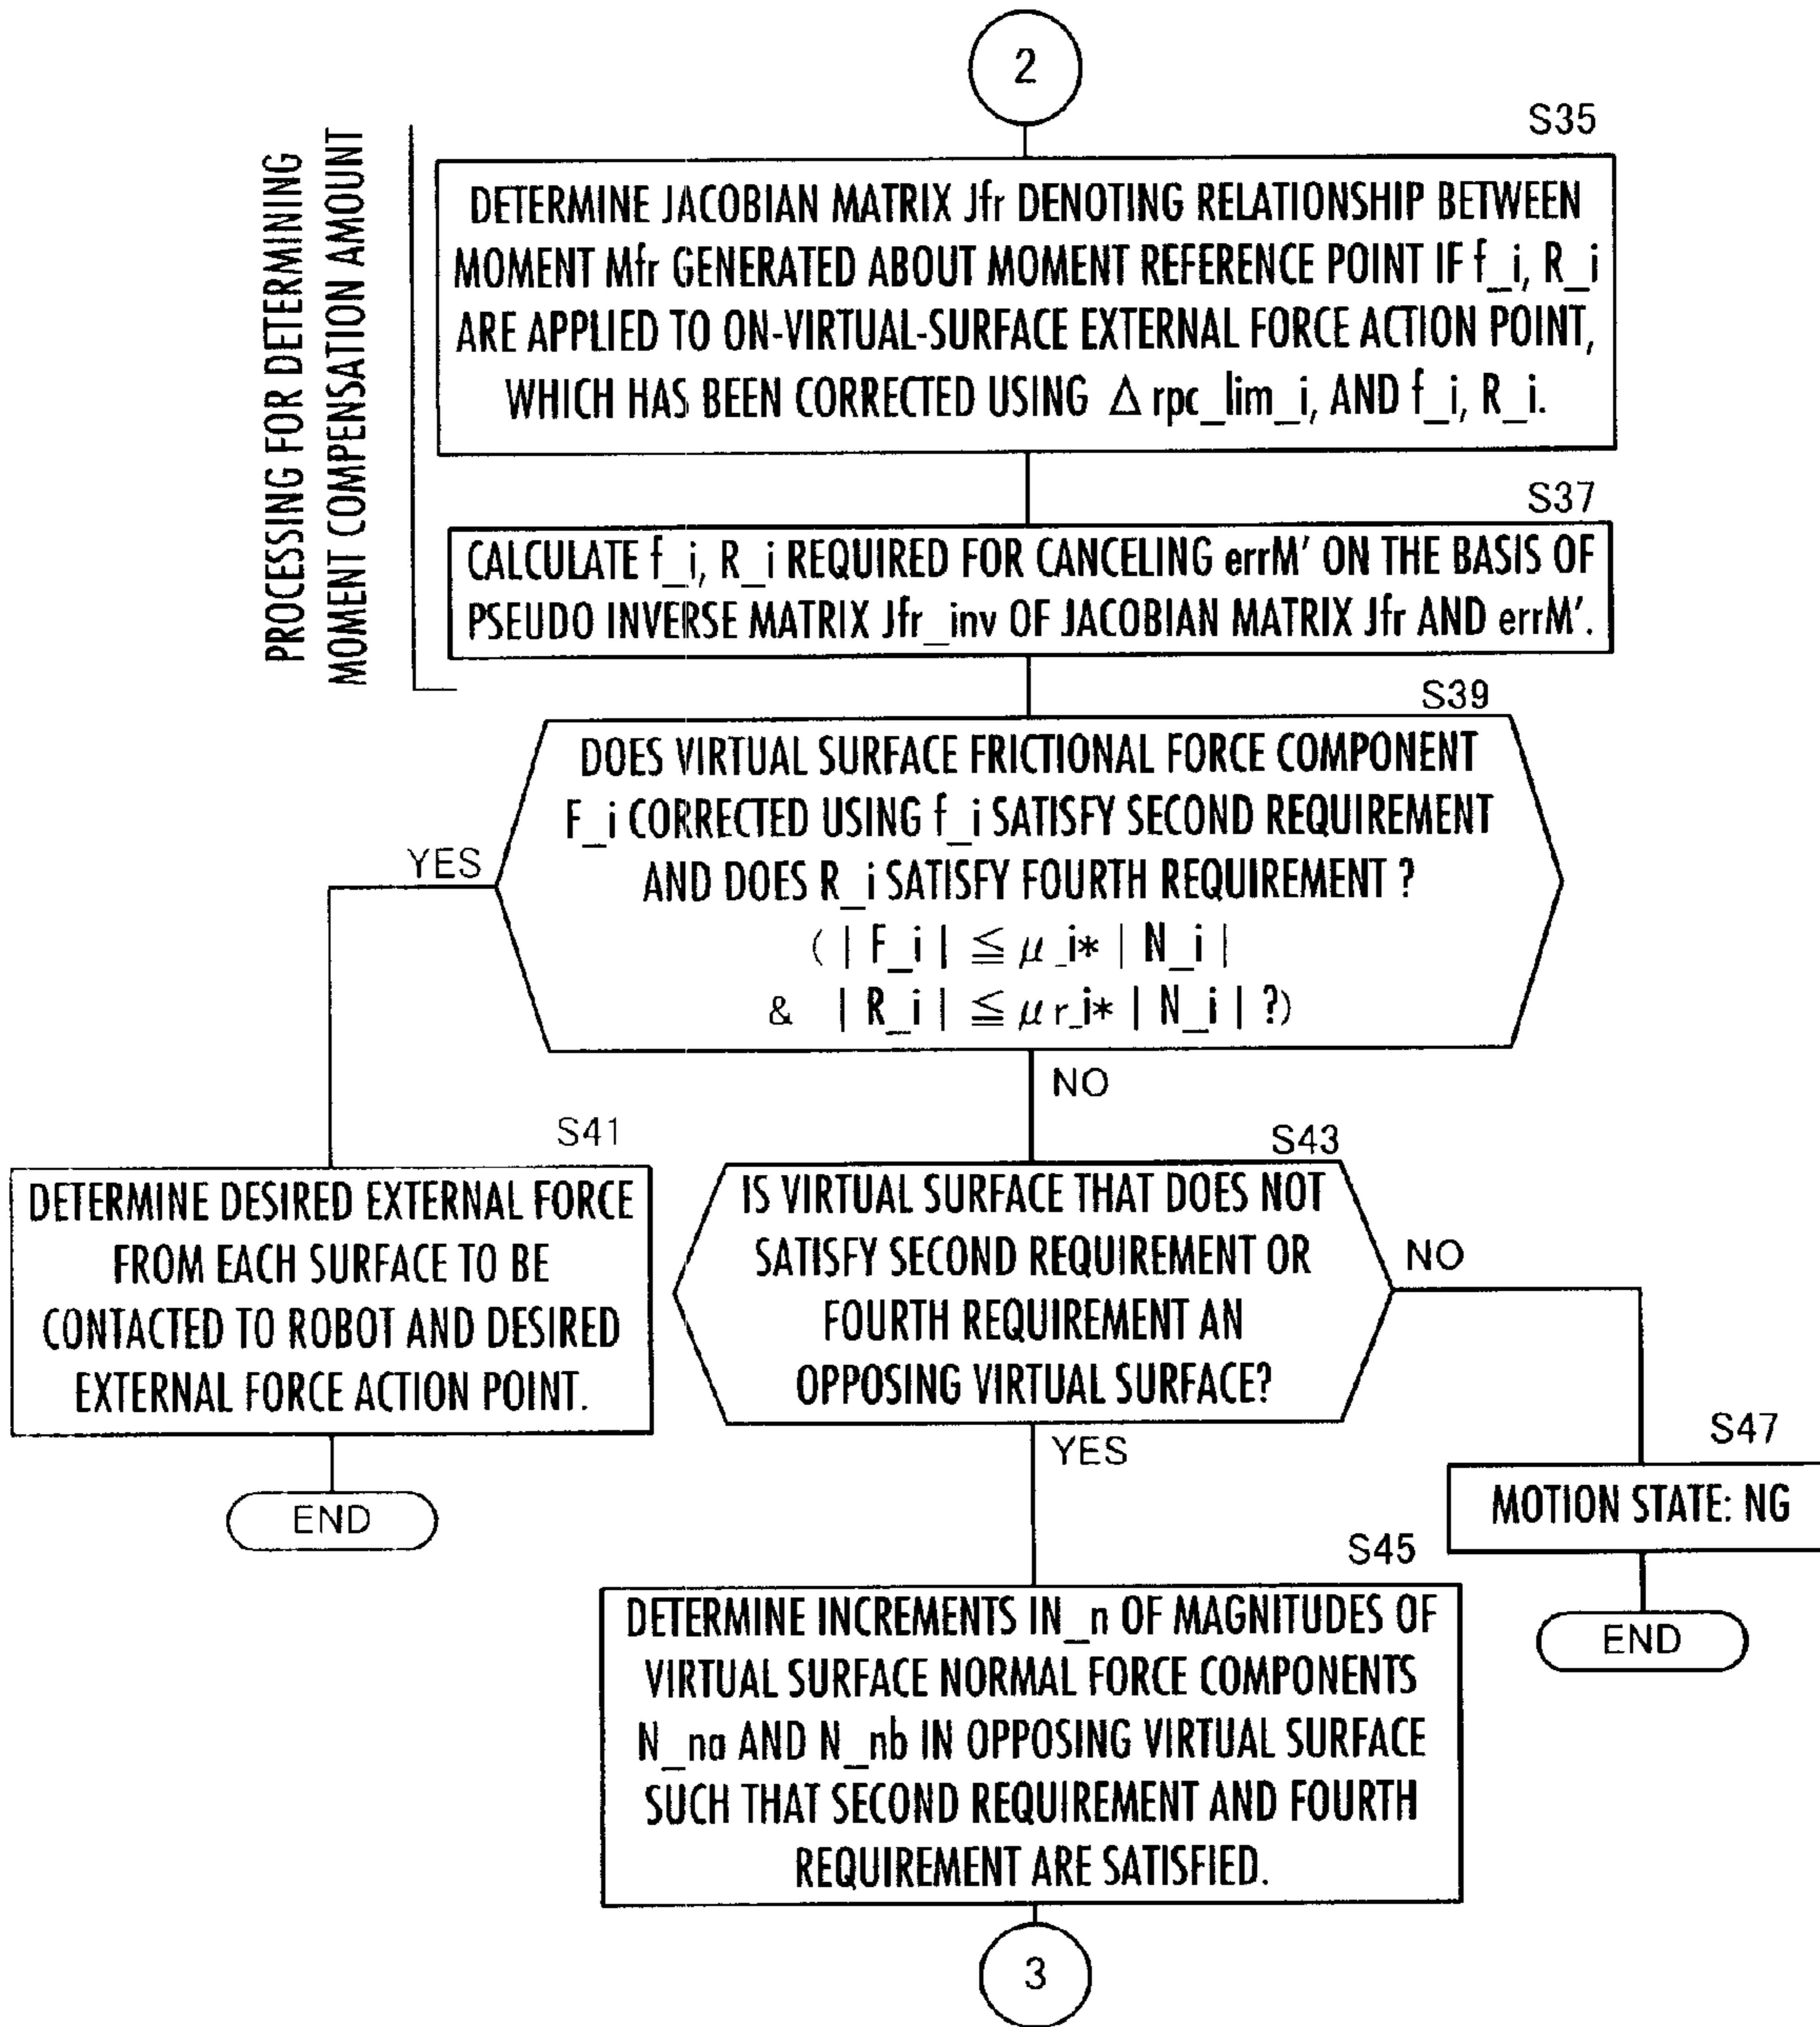 2
PROCESSING FOR DETERMINING
MOMENT COMPENSATION AMOUNT
S35
DETERMINE JACOBIAN MATRIX Jfr DENOTING RELATIONSHIP BETWEEN
MOMENT Mfr GENERATED ABOUT MOMENT REFERENCE POINT IF f_i, R_i
ARE APPLIED TO ON-VIRTUAL-SURFACE EXTERNAL FORCE ACTION POINT,
WHICH HAS BEEN CORRECTED USING Δrpc_lim_i, AND f_i, R_i.
S37
CALCULATE f_i, R_i REQUIRED FOR CANCELING errM' ON THE BASIS OF
PSEUDO INVERSE MATRIX Jfr_inv OF JACOBIAN MATRIX Jfr AND errM'.
S39
DOES VIRTUAL SURFACE FRICTIONAL FORCE COMPONENT
F_i CORRECTED USING f_i SATISFY SECOND REQUIREMENT
AND DOES R_i SATISFY FOURTH REQUIREMENT ?
( | F_i | ≦ μ_i* | N_i |
& | R_i | ≦ μr_i* | N_i | ?)
YES
NO
S41
DETERMINE DESIRED EXTERNAL FORCE
FROM EACH SURFACE TO BE
CONTACTED TO ROBOT AND DESIRED
EXTERNAL FORCE ACTION POINT.
END
S43
IS VIRTUAL SURFACE THAT DOES NOT
SATISFY SECOND REQUIREMENT OR
FOURTH REQUIREMENT AN
OPPOSING VIRTUAL SURFACE?
NO
YES
S47
MOTION STATE: NG
END
S45
DETERMINE INCREMENTS IN_n OF MAGNITUDES OF
VIRTUAL SURFACE NORMAL FORCE COMPONENTS
N_na AND N_nb IN OPPOSING VIRTUAL SURFACE
SUCH THAT SECOND REQUIREMENT AND FOURTH
REQUIREMENT ARE SATISFIED.
3